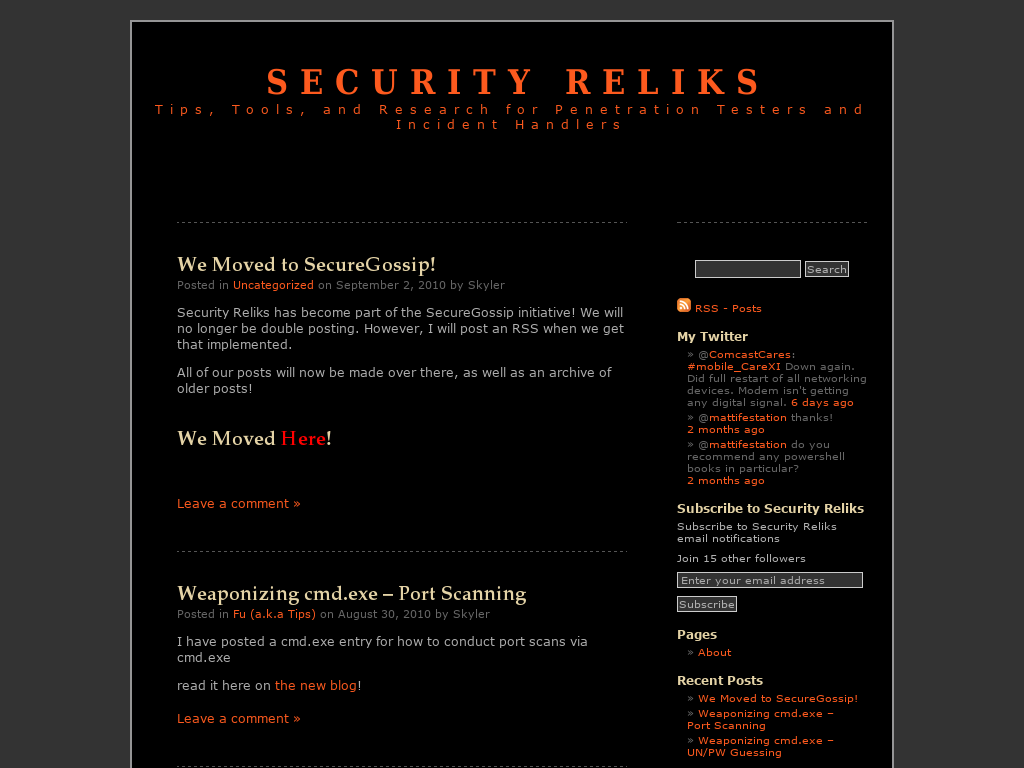 SECURITY RELIKS
Tips, Tools, and Research for Penetration Testers and
Incident Handlers
We Moved to SecureGossip!
Posted in Uncategorized on September 2, 2010 by Skyler
Security Reliks has become part of the SecureGossip initiative! We will
no longer be double posting. However, I will post an RSS when we get
that implemented.
All of our posts will now be made over there, as well as an archive of
older posts!
We Moved Here!
Leave a comment »
Weaponizing cmd.exe – Port Scanning
Posted in Fu (a.k.a Tips) on August 30, 2010 by Skyler
I have posted a cmd.exe entry for how to conduct port scans via
cmd.exe
read it here on the new blog!
Leave a comment »
Search
RSS - Posts
My Twitter
» @ComcastCares:
#mobile_CareXI Down again.
Did full restart of all networking
devices. Modem isn't getting
any digital signal. 6 days ago
» @mattifestation thanks!
2 months ago
» @mattifestation do you
recommend any powershell
books in particular?
2 months ago
Subscribe to Security Reliks
Subscribe to Security Reliks
email notifications
Join 15 other followers
Enter your email address
Subscribe
Pages
» About
Recent Posts
» We Moved to SecureGossip!
» Weaponizing cmd.exe –
Port Scanning
» Weaponizing cmd.exe –
UN/PW Guessing